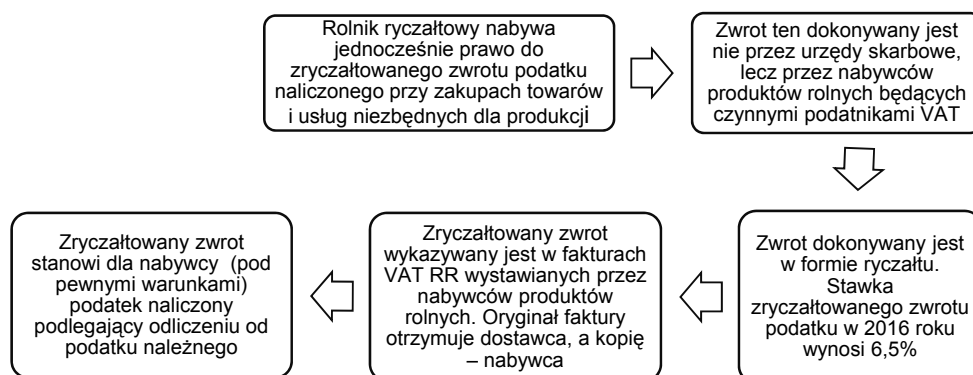 Rolnik ryczałtowy nabywa
jednocześnie prawo do
zryczałtowanego zwrotu podatku
naliczonego przy zakupach towarów
i usług niezbędnych dla produkcji
Zwrot ten dokonywany jest
nie przez urzędy skarbowe,
lecz przez nabywców
produktów rolnych będących
czynnymi podatnikami VAT
Zwrot dokonywany jest
w formie ryczałtu.
Stawka
zryczałtowanego zwrotu
podatku w 2016 roku
wynosi 6,5%
Zryczałtowany zwrot
wykazywany jest w fakturach
VAT RR wystawianych przez
nabywców produktów
rolnych. Oryginał faktury
otrzymuje dostawca, a kopię
– nabywca
Zryczałtowany zwrot
stanowi dla nabywcy (pod
pewnymi warunkami)
podatek naliczony
podlegający odliczeniu od
podatku należnego